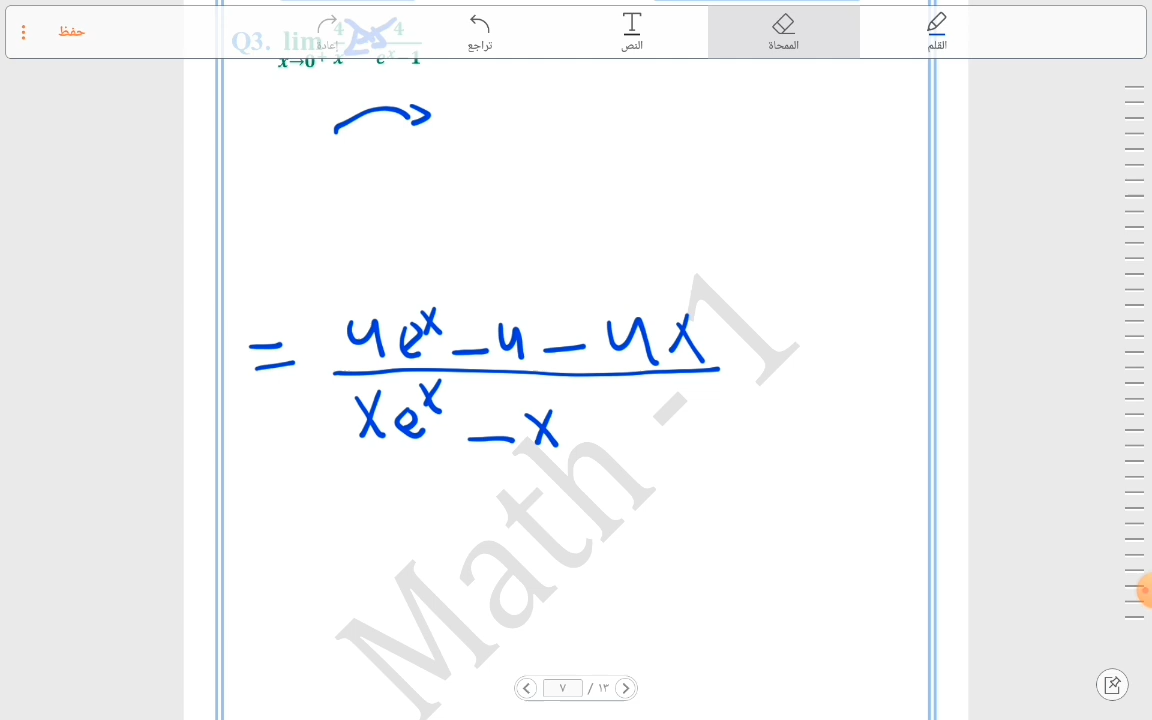 حفظ
إعادة
تراجع
النص
الممحاة
القلم
Q3. lim 4 4
x→0⁺ x eˣ-1
= 4eˣ - 4 - 4x
xeˣ - x
Math - 1
٧ / ١٣